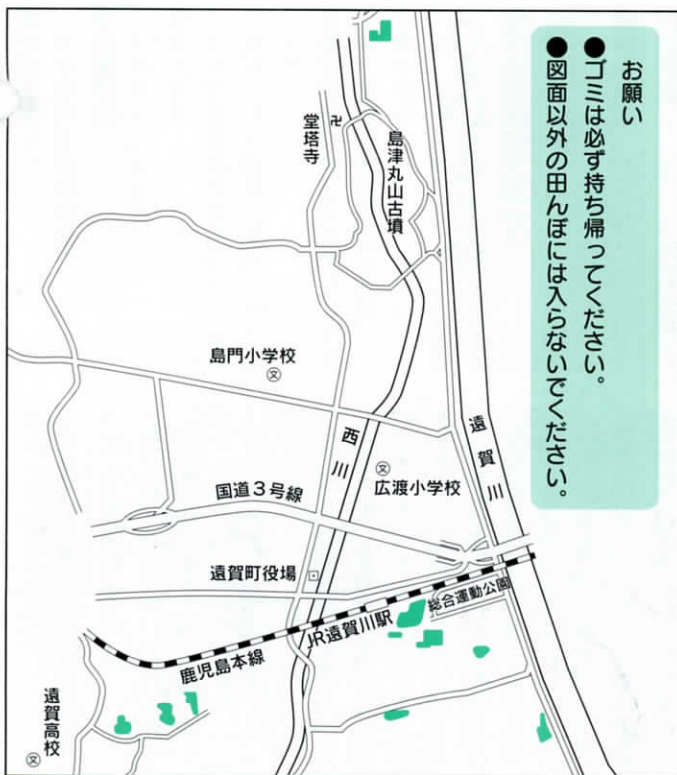 お願い
●ゴミは必ず持ち帰ってください。
●図面以外の田んぼには入らないでください。
卍
堂塔寺
島津丸山古墳
島門小学校
文
西川
遠賀川
文
広渡小学校
国道3号線
遠賀町役場
総合運動公園
JR遠賀川駅
鹿児島本線
遠賀高校
文